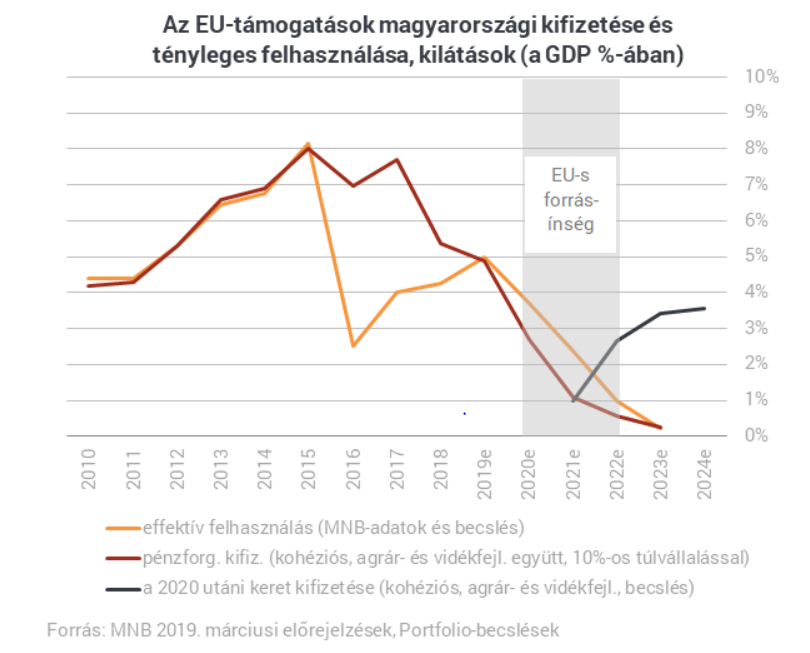 Az EU-támogatások magyarországi kifizetése és
tényleges felhasználása, kilátások (a GDP %-ában)
10%
9%
8%
7%
6%
5%
4%
3%
2%
1%
0%
EU-s
forrás-
ínség
2010
2011
2012
2013
2014
2015
2016
2017
2018
2019e
2020e
2021e
2022e
2023e
2024e
effektív felhasználás (MNB-adatok és becslés)
pénzforg. kifiz. (kohéziós, agrár- és vidékfejl. együtt, 10%-os túlvállalással)
a 2020 utáni keret kifizetése (kohéziós, agrár- és vidékfejl., becslés)
Forrás: MNB 2019. márciusi előrejelzések, Portfolio-becslések